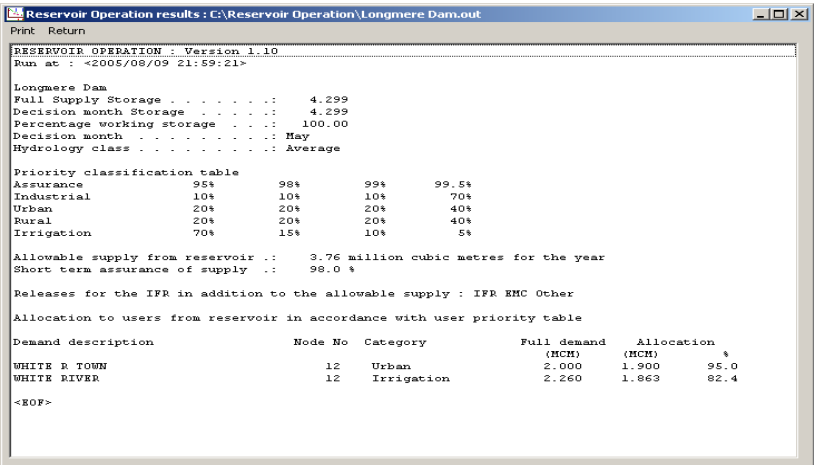 Reservoir Operation results : C:\Reservoir Operation\Longmere Dam.out
Print Return
RESERVOIR OPERATION : Version 1.10
Run at : <2005/08/09 21:59:21>
Longmere Dam
Full Supply Storage . . . . . . .: 4.299
Decision month Storage . . . . .: 4.299
Percentage working storage . . .: 100.00
Decision month . . . . . . . . .: May
Hydrology class . . . . . . . . .: Average
Priority classification table
Assurance 95% 98% 99% 99.5%
Industrial 10% 10% 10% 70%
Urban 20% 20% 20% 40%
Rural 20% 20% 20% 40%
Irrigation 70% 15% 10% 5%
Allowable supply from reservoir .: 3.76 million cubic metres for the year
Short term assurance of supply .: 98.0 %
Releases for the IFR in addition to the allowable supply : IFR EMC Other
Allocation to users from reservoir in accordance with user priority table
Demand description Node No Category Full demand Allocation
(MCM) (MCM) %
WHITE R TOWN 12 Urban 2.000 1.900 95.0
WHITE RIVER 12 Irrigation 2.260 1.863 82.4
<EOF>